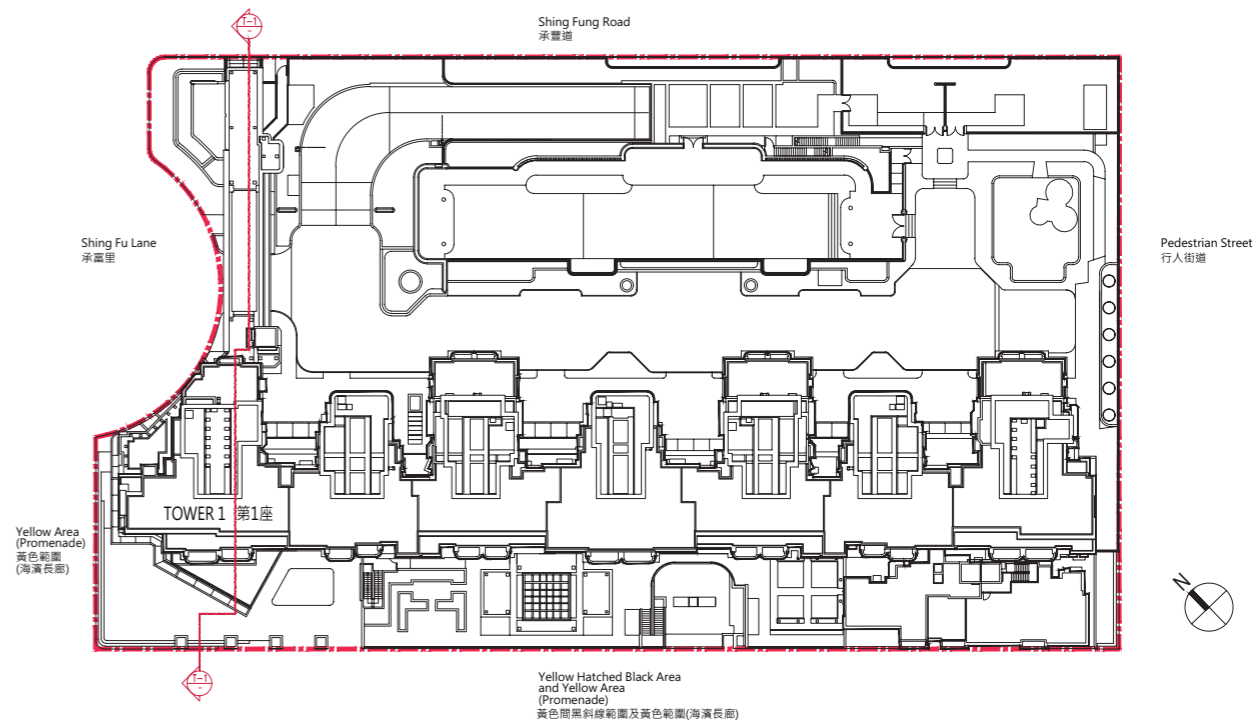 T-1
-
Shing Fung Road
承豐道
Shing Fu Lane
承富里
Pedestrian Street
行人街道
TOWER 1 第1座
Yellow Area
(Promenade)
黃色範圍
(海濱長廊)
N
T-1
-
Yellow Hatched Black Area
and Yellow Area
(Promenade)
黃色間黑斜線範圍及黃色範圍(海濱長廊)